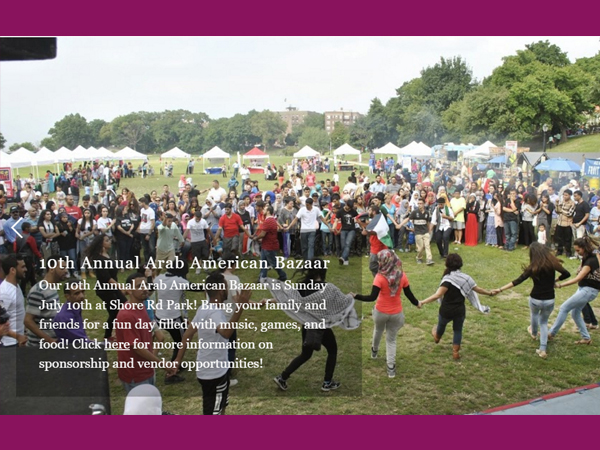 10th Annual Arab American Bazaar
Our 10th Annual Arab American Bazaar is Sunday
July 10th at Shore Rd Park! Bring your family and
friends for a fun day filled with music, games, and
food! Click here for more information on
sponsorship and vendor opportunities!